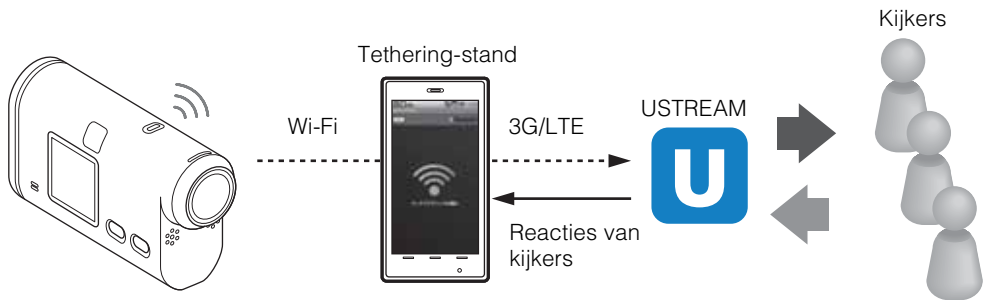 Kijkers
Tethering-stand
Wi-Fi
3G/LTE
USTREAM
U
Reacties van
kijkers